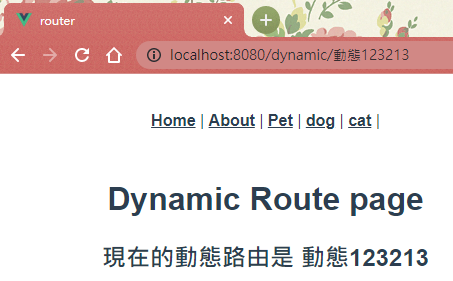 router
localhost:8080/dynamic/動態123213
Home | About | Pet | dog | cat |
Dynamic Route page
現在的動態路由是 動態123213